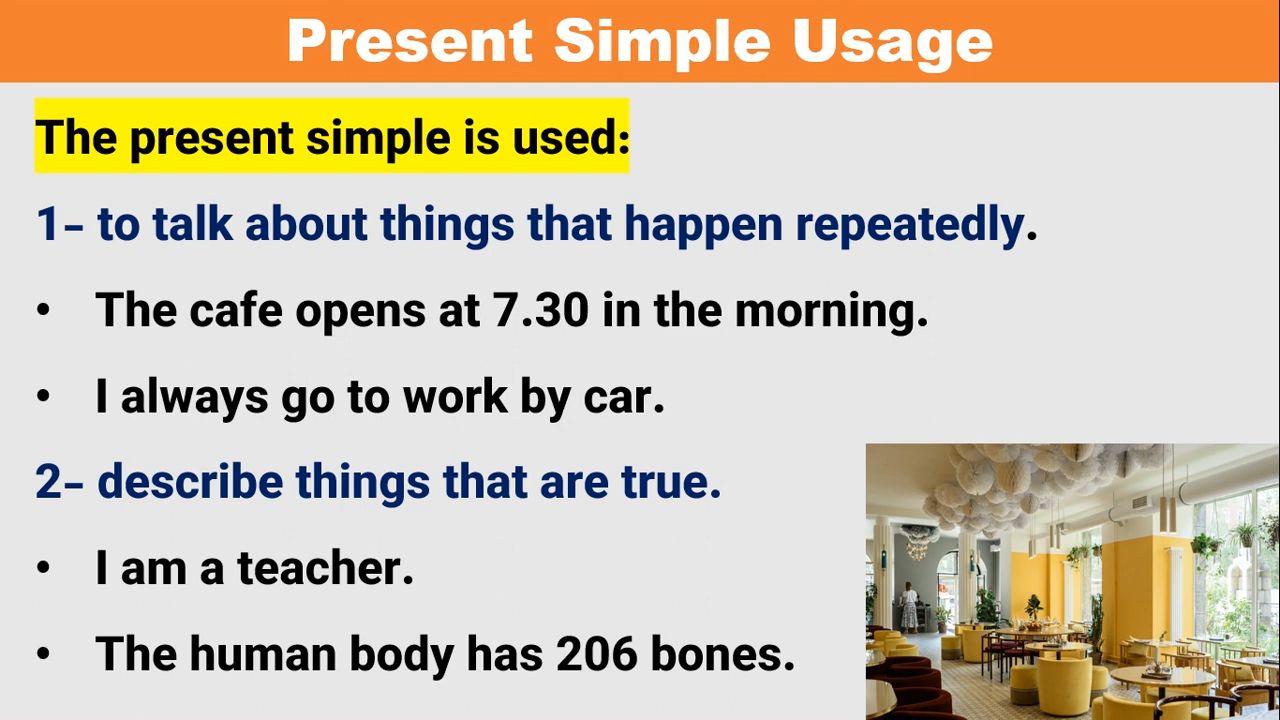 Present Simple Usage
The present simple is used:
1– to talk about things that happen repeatedly.
• The cafe opens at 7.30 in the morning.
• I always go to work by car.
2– describe things that are true.
• I am a teacher.
• The human body has 206 bones.